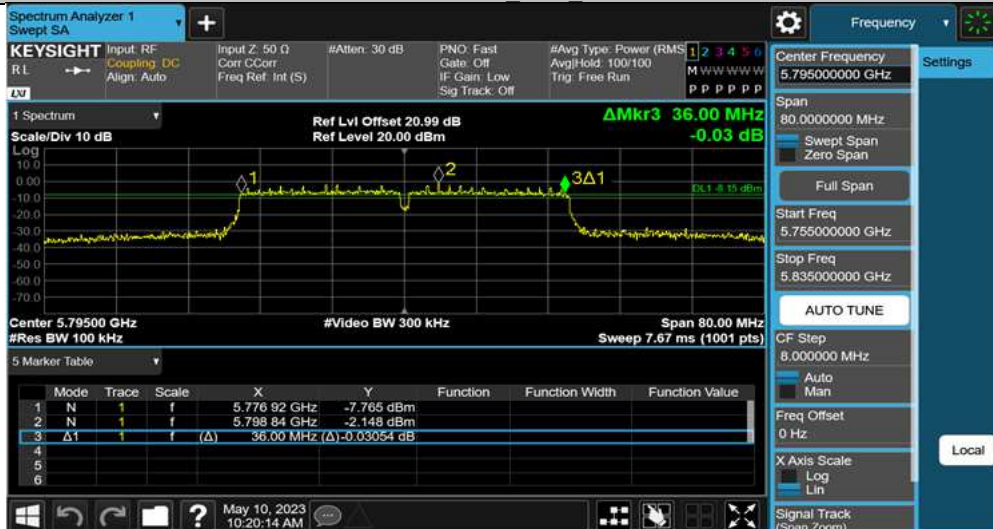 Spectrum Analyzer 1
Swept SA
+
Frequency
KEYSIGHT
RL
LXI
Input: RF
Coupling: DC
Align: Auto
Input Z: 50 Ω
Corr CCorr
Freq Ref: Int (S)
#Atten: 30 dB
PNO: Fast
Gate: Off
IF Gain: Low
Sig Track: Off
#Avg Type: Power (RMS
Avg|Hold: 100/100
Trig: Free Run
1 2 3 4 5 6
M W W W W W
P P P P P P
1 Spectrum
Scale/Div 10 dB
Ref Lvl Offset 20.99 dB
Ref Level 20.00 dBm
ΔMkr3 36.00 MHz
-0.03 dB
Log
10.0
0.00
-10.0
-20.0
-30.0
-40.0
-50.0
-60.0
-70.0
1
2
3Δ1
DL1 -8.15 dBm
Center 5.79500 GHz
#Res BW 100 kHz
#Video BW 300 kHz
Span 80.00 MHz
Sweep 7.67 ms (1001 pts)
5 Marker Table
Mode Trace Scale X Y Function Function Width Function Value
1 N 1 f 5.776 92 GHz -7.765 dBm
2 N 1 f 5.798 84 GHz -2.148 dBm
3 Δ1 1 f (Δ) 36.00 MHz (Δ) -0.03054 dB
4
5
6
?
May 10, 2023
10:20:14 AM
Center Frequency
5.795000000 GHz
Span
80.0000000 MHz
Swept Span
Zero Span
Full Span
Start Freq
5.755000000 GHz
Stop Freq
5.835000000 GHz
AUTO TUNE
CF Step
8.000000 MHz
Auto
Man
Freq Offset
0 Hz
X Axis Scale
Log
Lin
Signal Track
(Span Zoom)
Settings
Local